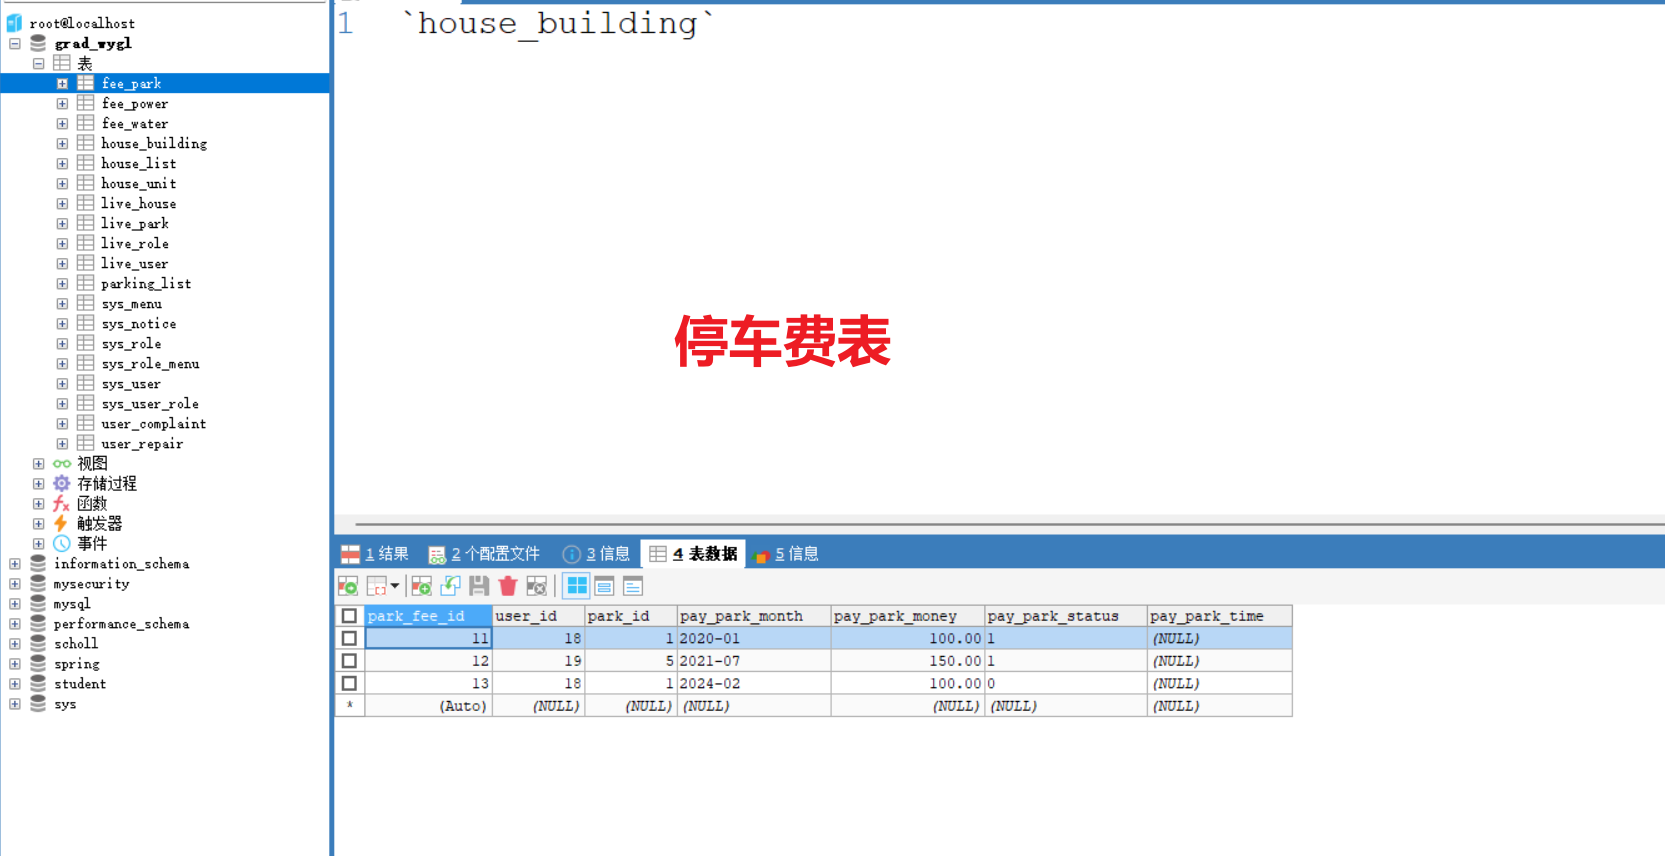 root@localhost
grad_wygl
表
fee_park
fee_power
fee_water
house_building
house_list
house_unit
live_house
live_park
live_role
live_user
parking_list
sys_menu
sys_notice
sys_role
sys_role_menu
sys_user
sys_user_role
user_complaint
user_repair
视图
存储过程
函数
触发器
事件
information_schema
mysecurity
mysql
performance_schema
scholl
spring
student
sys
1 `house_building`
停车费表
1 结果 2 个配置文件 3 信息 4 表数据 5 信息
park_fee_id user_id park_id pay_park_month pay_park_money pay_park_status pay_park_time
11 18 1 2020-01 100.00 1 (NULL)
12 19 5 2021-07 150.00 1 (NULL)
13 18 1 2024-02 100.00 0 (NULL)
* (Auto) (NULL) (NULL) (NULL) (NULL) (NULL) (NULL)